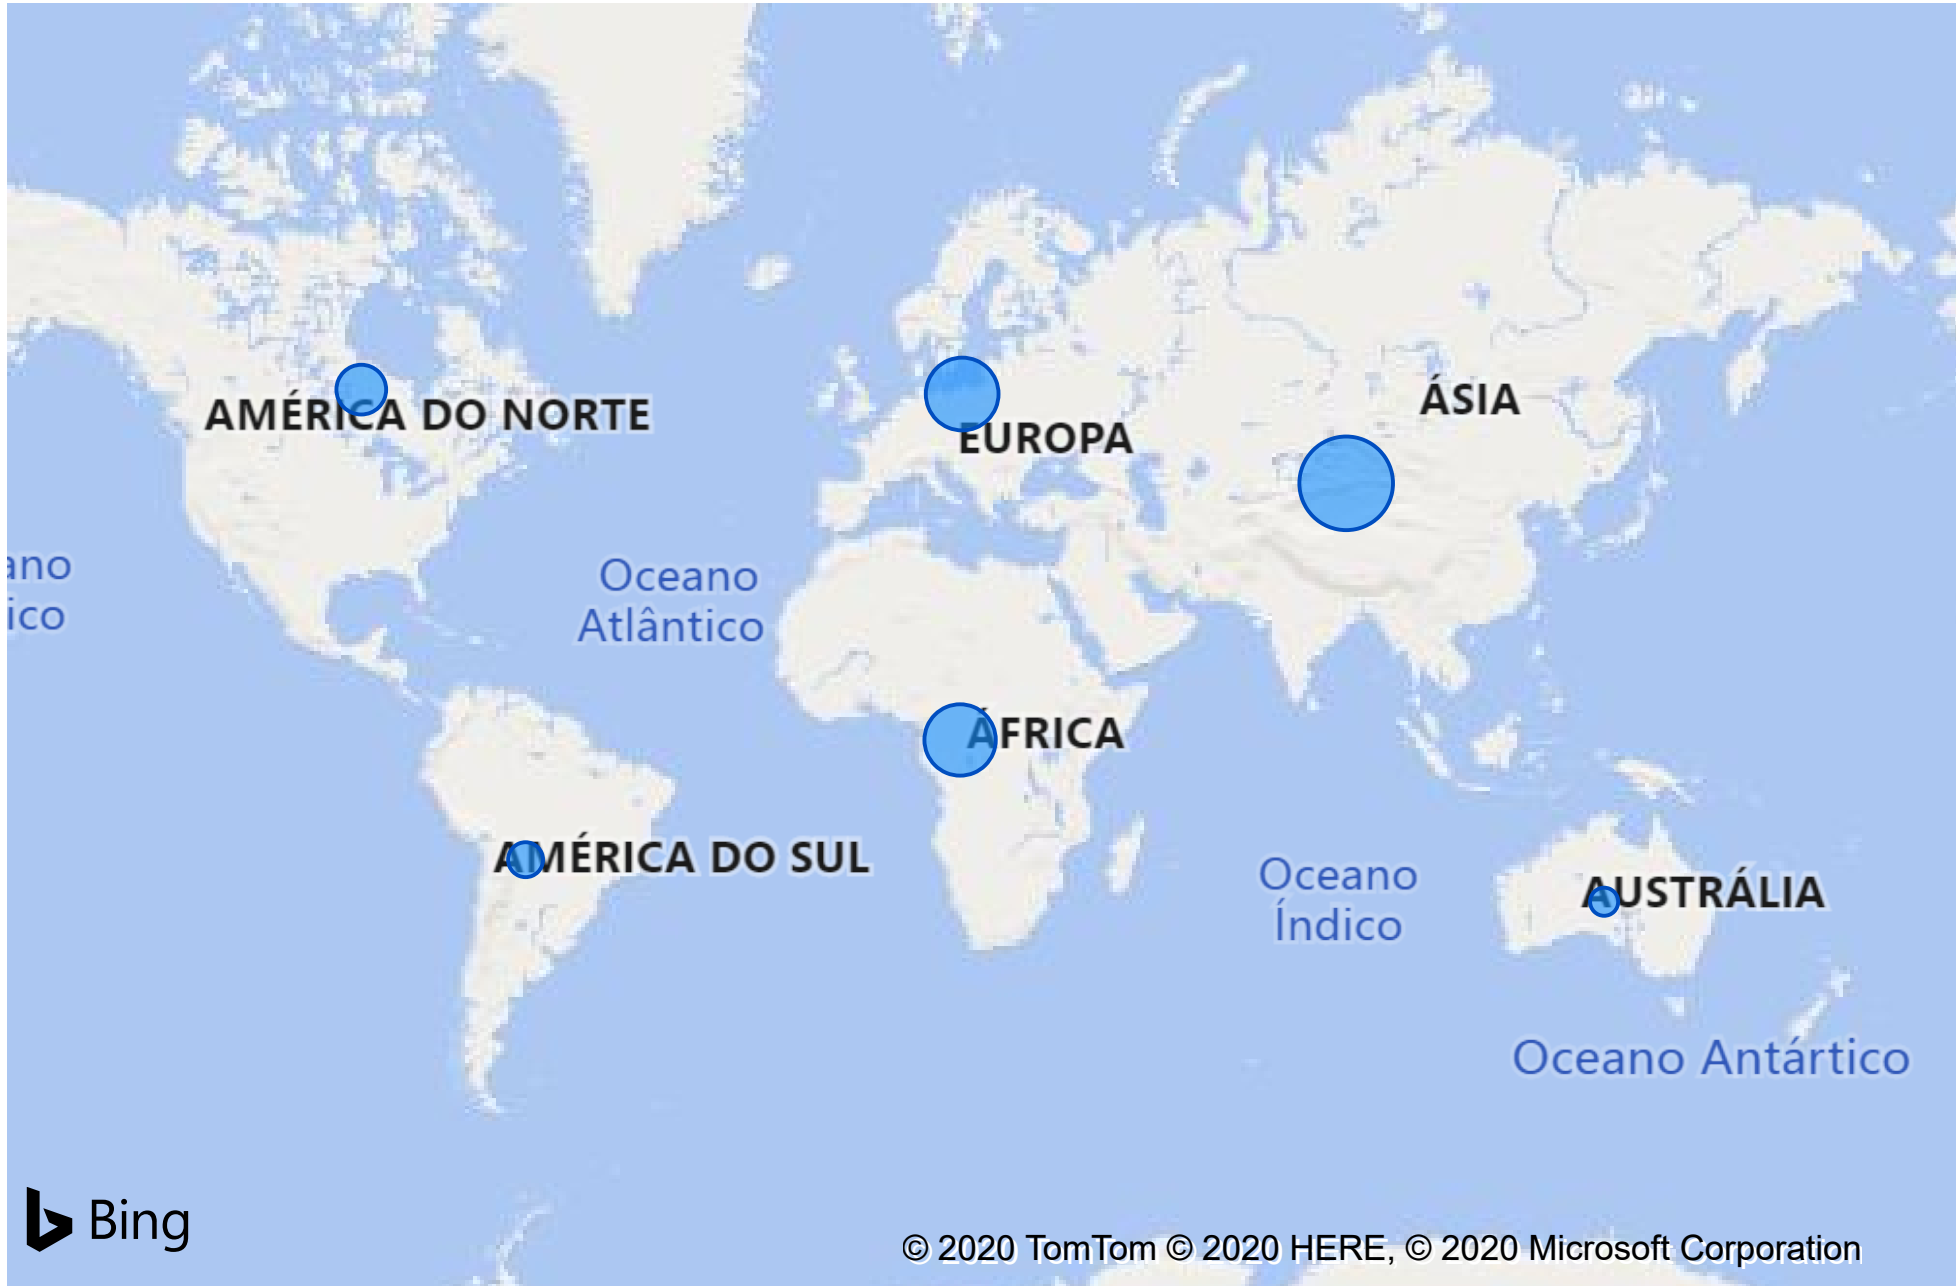 ÁSIA
AMÉRICA DO NORTE
EUROPA
Oceano
Atlântico
ano
ico
ÁFRICA
AMÉRICA DO SUL
Oceano
Índico
AUSTRÁLIA
Oceano Antártico
Bing
© 2020 TomTom © 2020 HERE, © 2020 Microsoft Corporation